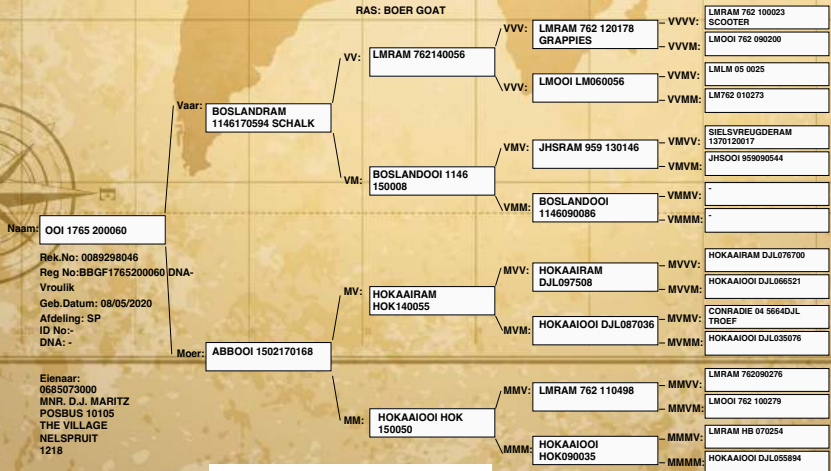 RAS: BOER GOAT
Naam:
OOI 1765 200060
Rek.No: 0089298046
Reg No:BBGF1765200060 DNA-
Vroulik
Geb.Datum: 08/05/2020
Afdeling: SP
ID No:-
DNA: -
Eienaar:
0685073000
MNR. D.J. MARITZ
POSBUS 10105
THE VILLAGE
NELSPRUIT
1218
Vaar:
BOSLANDRAM
1146170594 SCHALK
Moer:
ABBOOI 1502170168
VV:
LMRAM 762140056
VM:
BOSLANDOOI 1146
150008
MV:
HOKAAIRAM
HOK140055
MM:
HOKAAIOOI HOK
150050
VVV:
LMRAM 762 120178
GRAPPIES
VVV:
LMOOI LM060056
VMV:
JHSRAM 959 130146
VMM:
BOSLANDOOI
1146090086
MVV:
HOKAAIRAM
DJL097508
MVM:
HOKAAIOOI DJL087036
MMV:
LMRAM 762 110498
MMM:
HOKAAIOOI
HOK090035
VVVV:
LMRAM 762 100023
SCOOTER
VVVM:
LMOOI 762 090200
VVMV:
LMLM 05 0025
VVMM:
LM762 010273
VMVV:
SIELSVREUGDERAM
1370120017
VMVM:
JHSOOI 959090544
VMMV:
-
VMMM:
-
MVVV:
HOKAAIRAM DJL076700
MVVM:
HOKAAIOOI DJL066521
MVMV:
CONRADIE 04 5664DJL
TROEF
MVMM:
HOKAAIOOI DJL035076
MMVV:
LMRAM 762090276
MMVM:
LMOOI 762 100279
MMMV:
LMRAM HB 070254
MMMM:
HOKAAIOOI DJL055894